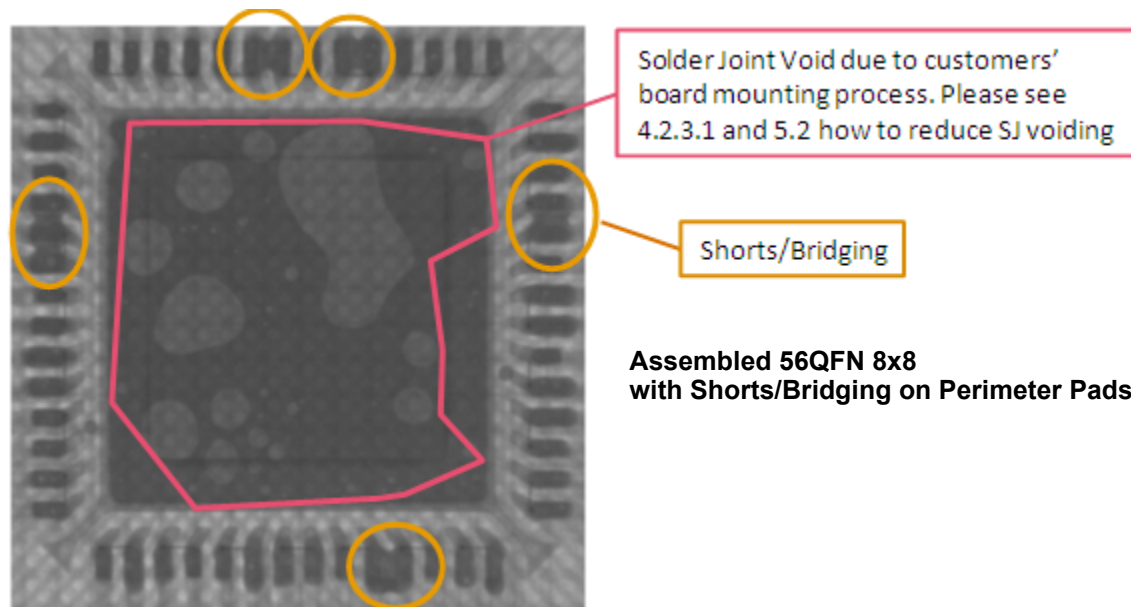 Solder Joint Void due to customers'
board mounting process. Please see
4.2.3.1 and 5.2 how to reduce SJ voiding
Shorts/Bridging
Assembled 56QFN 8x8
with Shorts/Bridging on Perimeter Pads